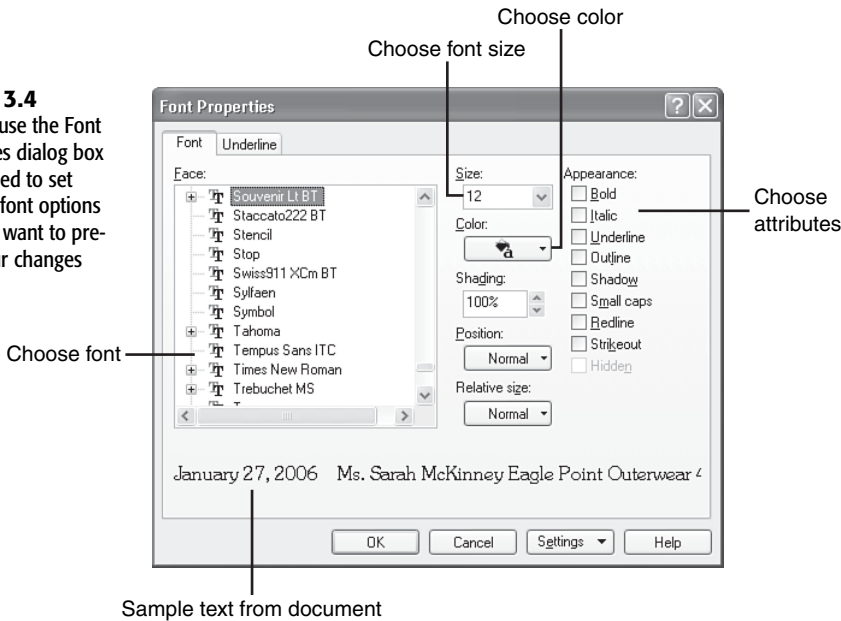 Choose color
Choose font size
3.4
use the Font
es dialog box
ed to set
font options
want to pre-
r changes
Font Properties
Font Underline
Face:
Souvenir Lt BT
Staccato222 BT
Stencil
Stop
Swiss911 XCm BT
Sylfaen
Symbol
Tahoma
Tempus Sans ITC
Times New Roman
Trebuchet MS
Size:
12
Color:
Shading:
100%
Position:
Normal
Relative size:
Normal
Appearance:
Bold
Italic
Underline
Outline
Shadow
Small caps
Redline
Strikeout
Hidden
Choose
attributes
Choose font
January 27, 2006 Ms. Sarah McKinney Eagle Point Outerwear 4
OK Cancel Settings Help
Sample text from document